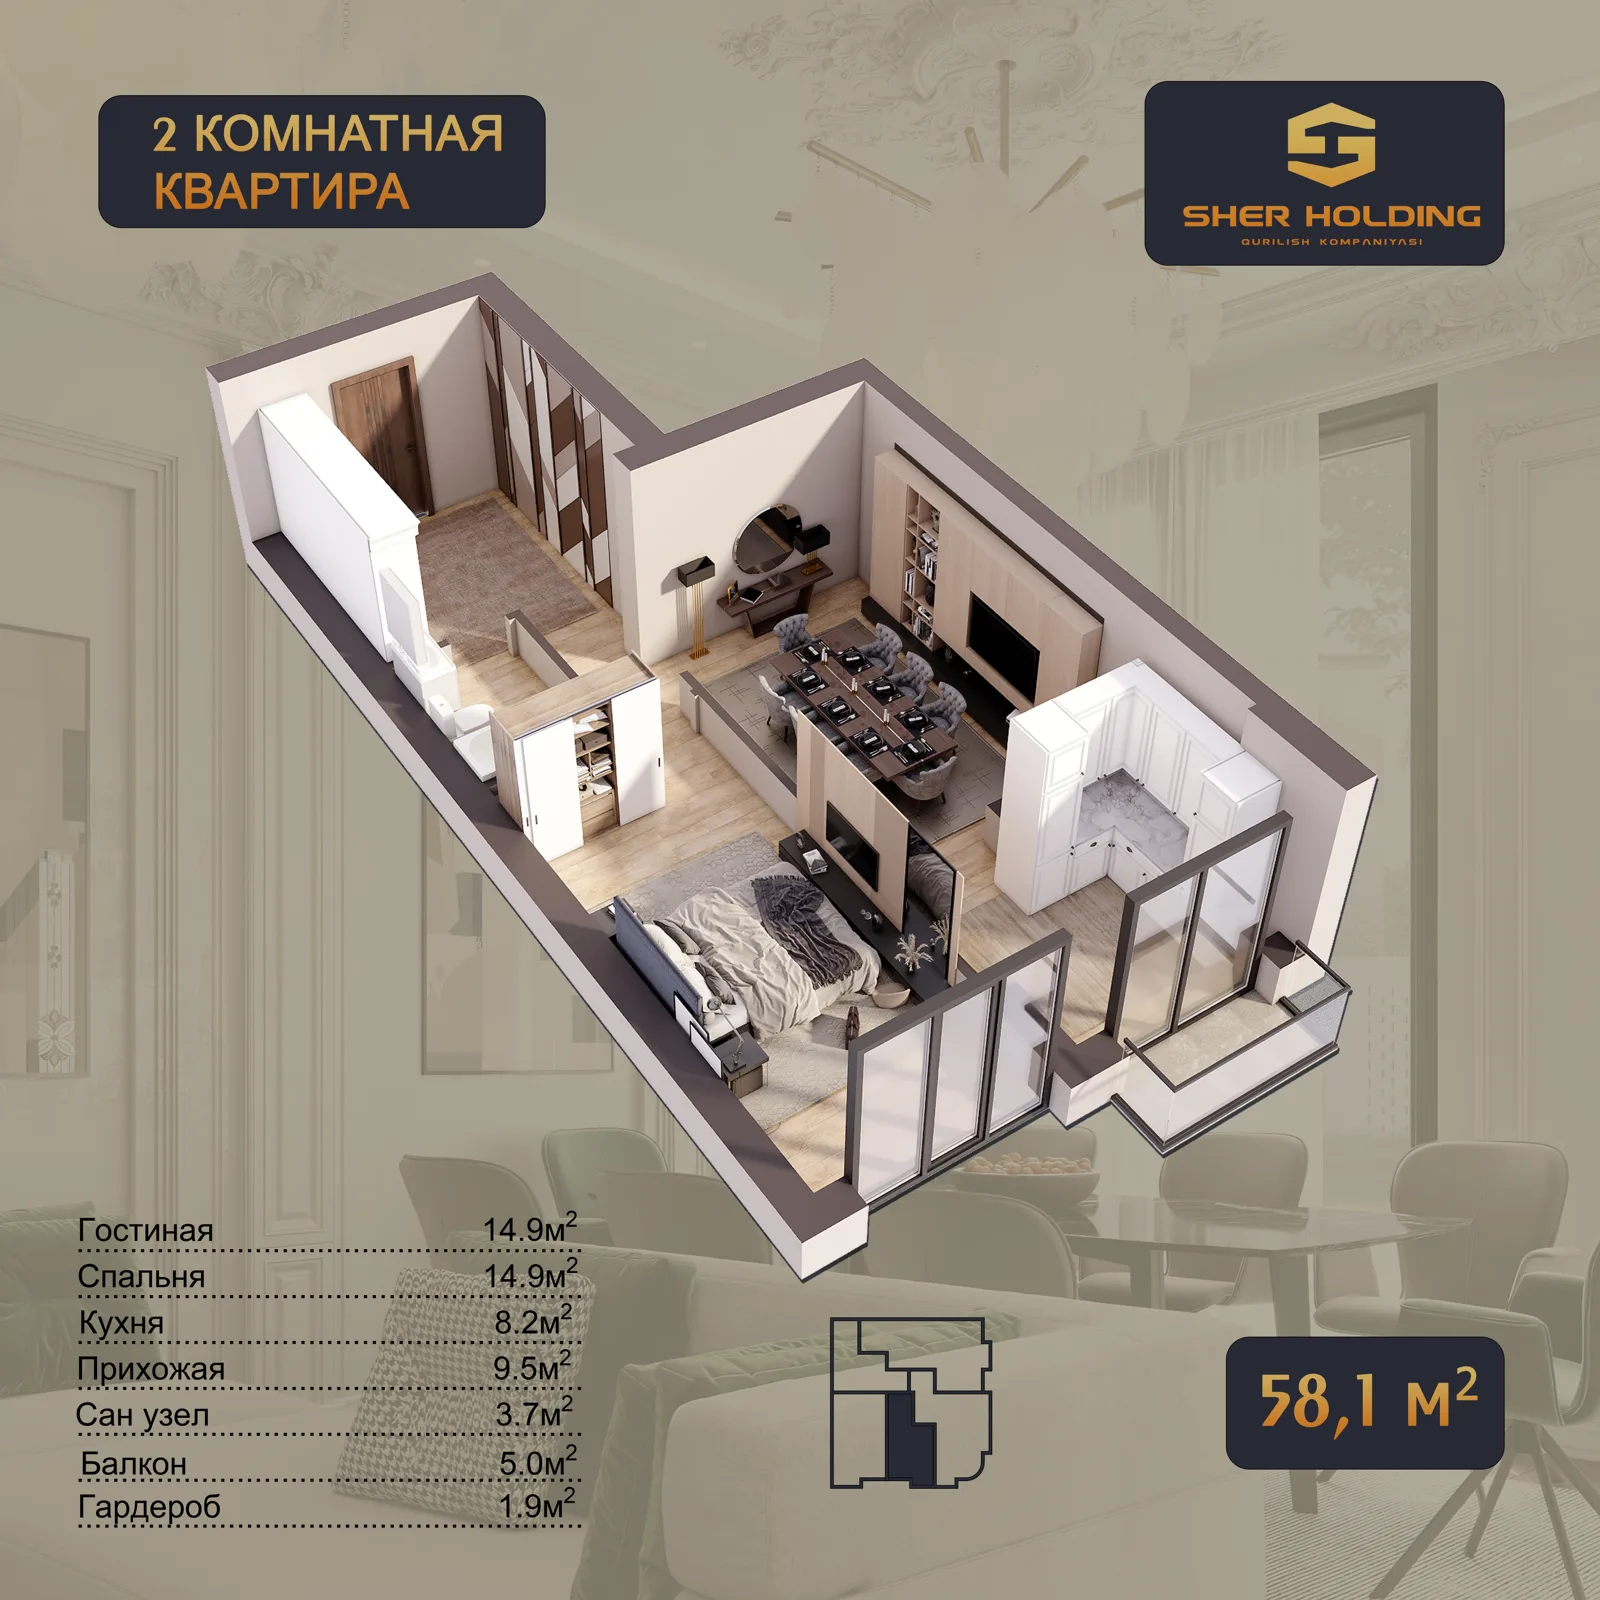 2 КОМНАТНАЯ
КВАРТИРА
SHER HOLDING
QURILISH KOMPANIYASI
Гостиная 14.9м²
Спальня 14.9м²
Кухня 8.2м²
Прихожая 9.5м²
Сан узел 3.7м²
Балкон 5.0м²
Гардероб 1.9м²
58,1 м²